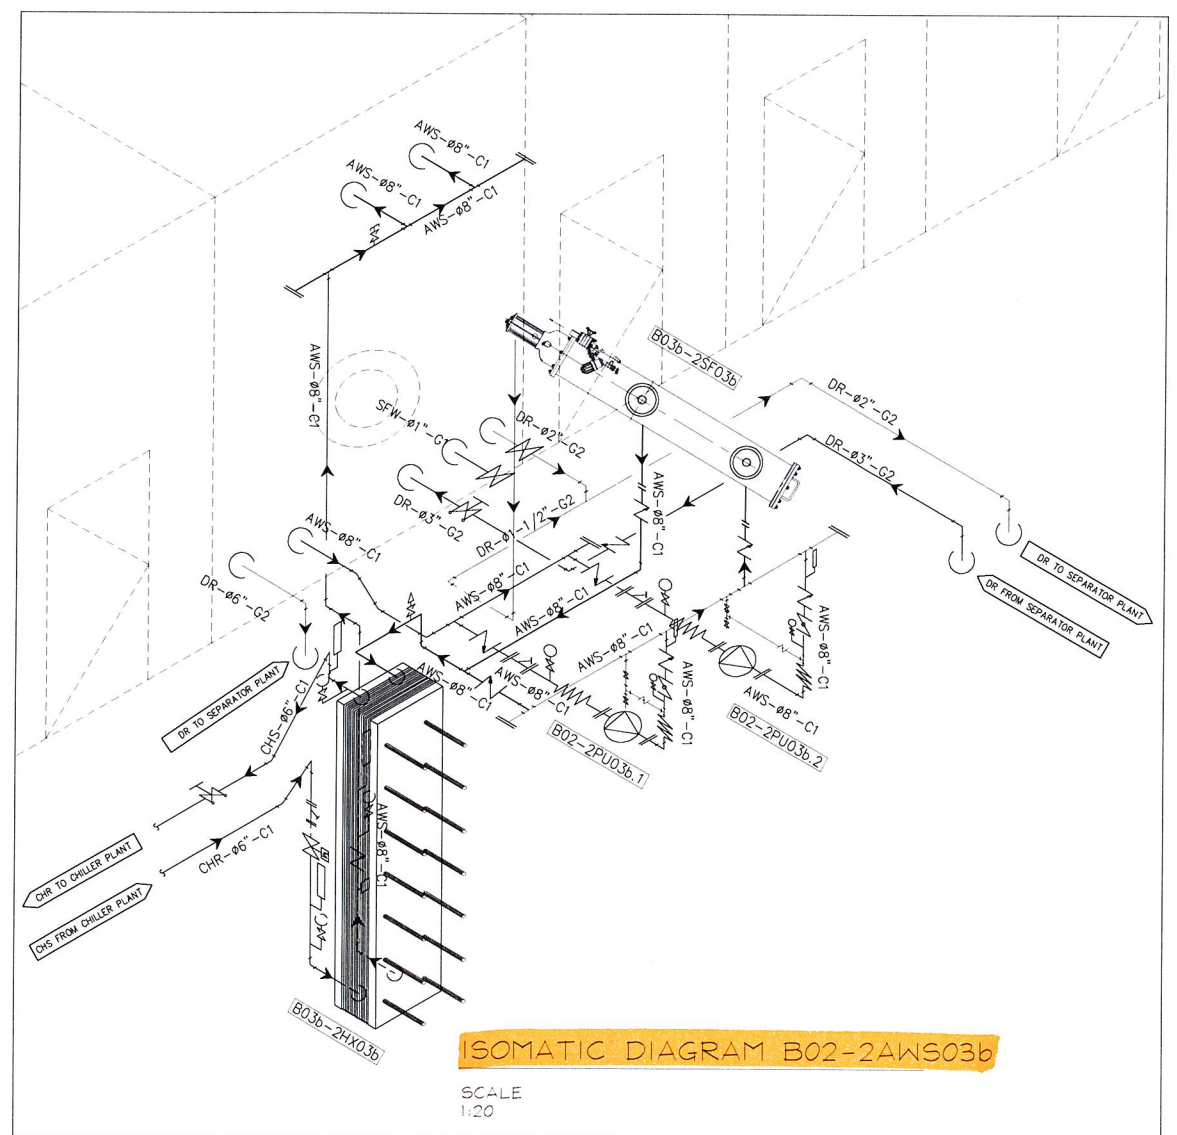 AWS-ø8"-C1
AWS-ø8"-C1
AWS-ø8"-C1
AWS-ø8"-C1
B03b-2SF03b
DR-ø2"-G2
DR-ø3"-G2
SFW-ø1"-G1
DR-ø2"-G2
DR-ø3"-G2
DR-ø1-1/2"-G2
AWS-ø8"-C1
AWS-ø8"-C1
DR-ø6"-G2
AWS-ø8"-C1
AWS-ø8"-C1
AWS-ø8"-C1
AWS-ø8"-C1
AWS-ø8"-C1
AWS-ø8"-C1
AWS-ø8"-C1
AWS-ø8"-C1
DR TO SEPARATOR PLANT
DR FROM SEPARATOR PLANT
DR TO SEPARATOR PLANT
B02-2PU03b.1
B02-2PU03b.2
CHS-ø6"-C1
CHR-ø6"-C1
AWS-ø8"-C1
CHR TO CHILLER PLANT
CHS FROM CHILLER PLANT
B03b-2HX03b
ISOMATIC DIAGRAM B02-2AWS03b
SCALE
1:20